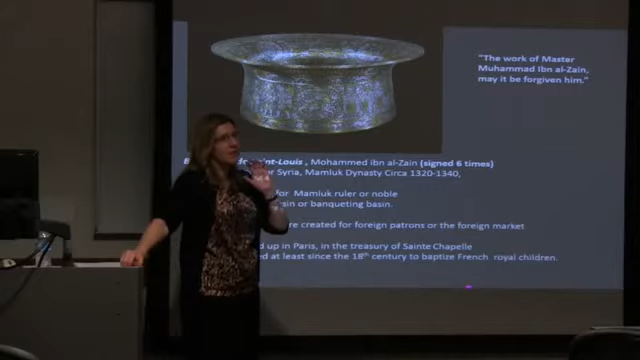 "The work of Master
Muhammad Ibn al-Zain,
may it be forgiven him."
Saint-Louis, Mohammed ibn al-Zain (signed 6 times)
or Syria, Mamluk Dynasty Circa 1320-1340,
for Mamluk ruler or noble
basin or banqueting basin.
were created for foreign patrons or the foreign market
up in Paris, in the treasury of Sainte Chapelle
at least since the 18th century to baptize French royal children.